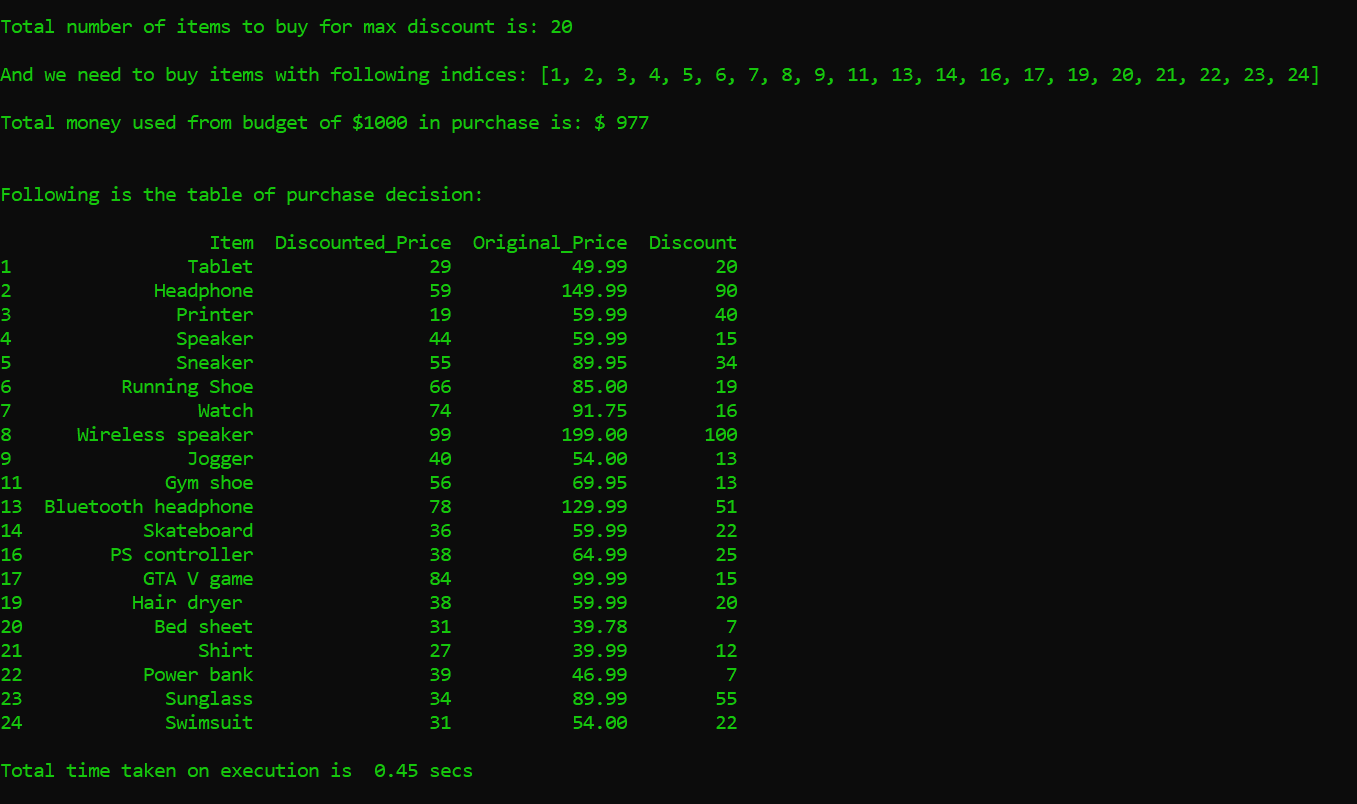 Total number of items to buy for max discount is: 20
And we need to buy items with following indices: [1, 2, 3, 4, 5, 6, 7, 8, 9, 11, 13, 14, 16, 17, 19, 20, 21, 22, 23, 24]
Total money used from budget of $1000 in purchase is: $ 977
Following is the table of purchase decision:
Item Discounted_Price Original_Price Discount
1 Tablet 29 49.99 20
2 Headphone 59 149.99 90
3 Printer 19 59.99 40
4 Speaker 44 59.99 15
5 Sneaker 55 89.95 34
6 Running Shoe 66 85.00 19
7 Watch 74 91.75 16
8 Wireless speaker 99 199.00 100
9 Jogger 40 54.00 13
11 Gym shoe 56 69.95 13
13 Bluetooth headphone 78 129.99 51
14 Skateboard 36 59.99 22
16 PS controller 38 64.99 25
17 GTA V game 84 99.99 15
19 Hair dryer 38 59.99 20
20 Bed sheet 31 39.78 7
21 Shirt 27 39.99 12
22 Power bank 39 46.99 7
23 Sunglass 34 89.99 55
24 Swimsuit 31 54.00 22
Total time taken on execution is 0.45 secs